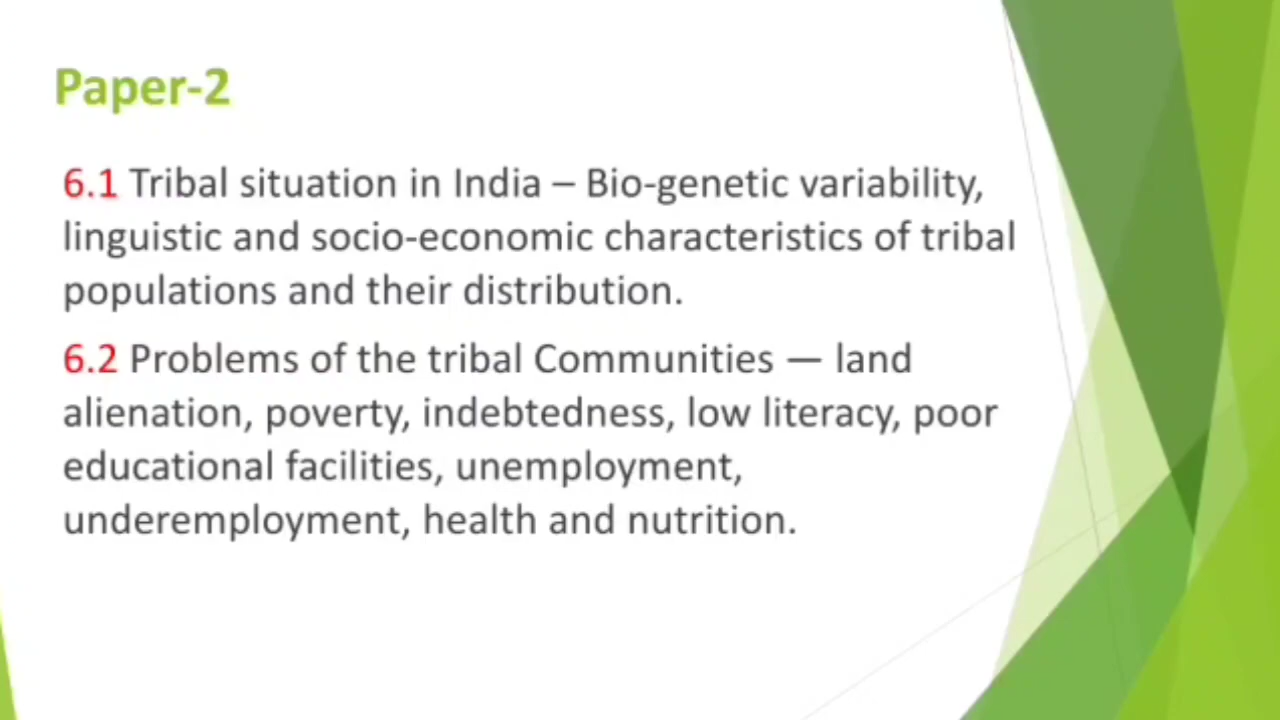 Paper-2
6.1 Tribal situation in India – Bio-genetic variability,
linguistic and socio-economic characteristics of tribal
populations and their distribution.
6.2 Problems of the tribal Communities — land
alienation, poverty, indebtedness, low literacy, poor
educational facilities, unemployment,
underemployment, health and nutrition.